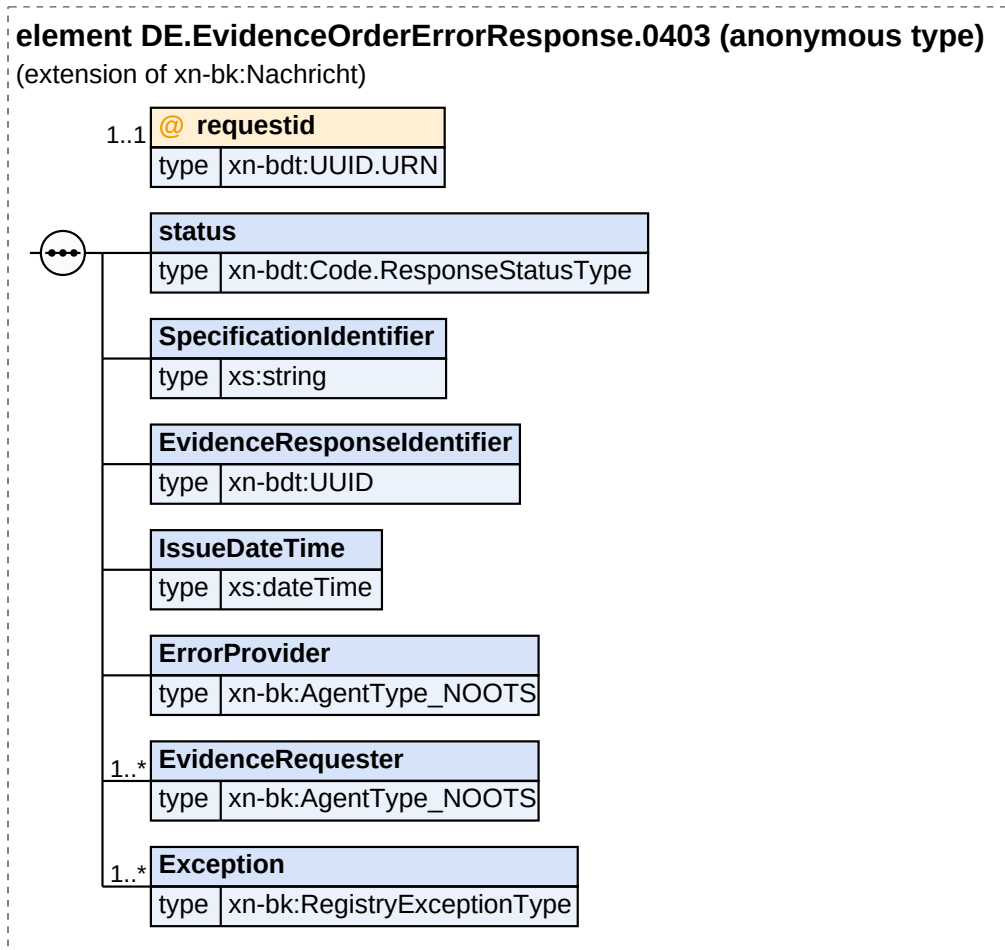 element DE.EvidenceOrderErrorResponse.0403 (anonymous type)
(extension of xn-bk:Nachricht)
1..1 @ requestid
type xn-bdt:UUID.URN
status
type xn-bdt:Code.ResponseStatusType
SpecificationIdentifier
type xs:string
EvidenceResponseIdentifier
type xn-bdt:UUID
IssueDateTime
type xs:dateTime
ErrorProvider
type xn-bk:AgentType_NOOTS
1..* EvidenceRequester
type xn-bk:AgentType_NOOTS
1..* Exception
type xn-bk:RegistryExceptionType